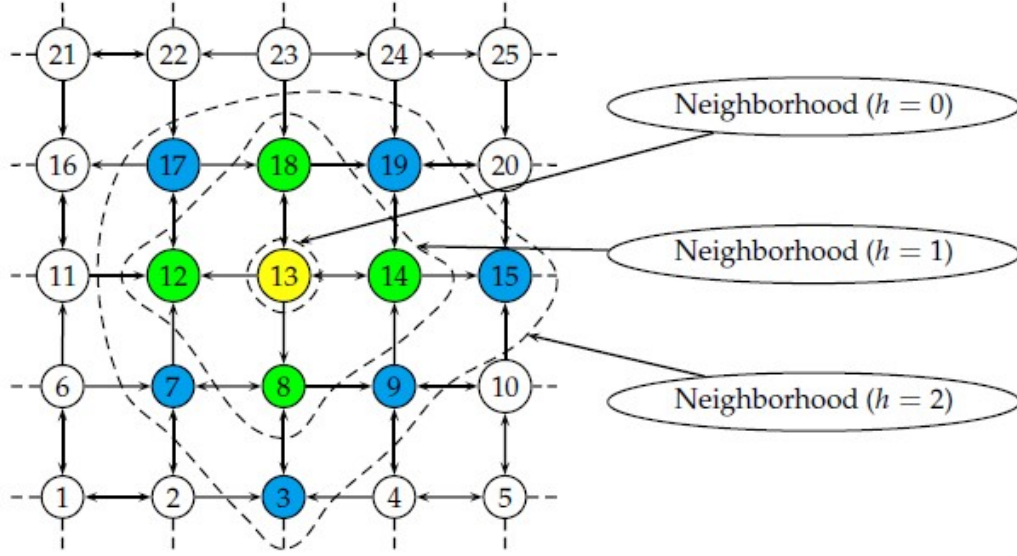 21 22 23 24 25
Neighborhood (h = 0)
16 17 18 19 20
Neighborhood (h = 1)
11 12 13 14 15
6 7 8 9 10
Neighborhood (h = 2)
1 2 3 4 5